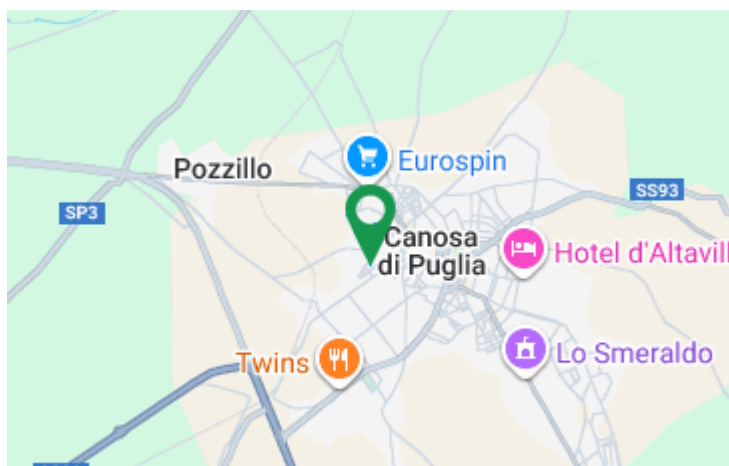 Pozzillo
Eurospin
SS93
SP3
Canosa
di Puglia
Hotel d'Altavill
Twins
Lo Smeraldo